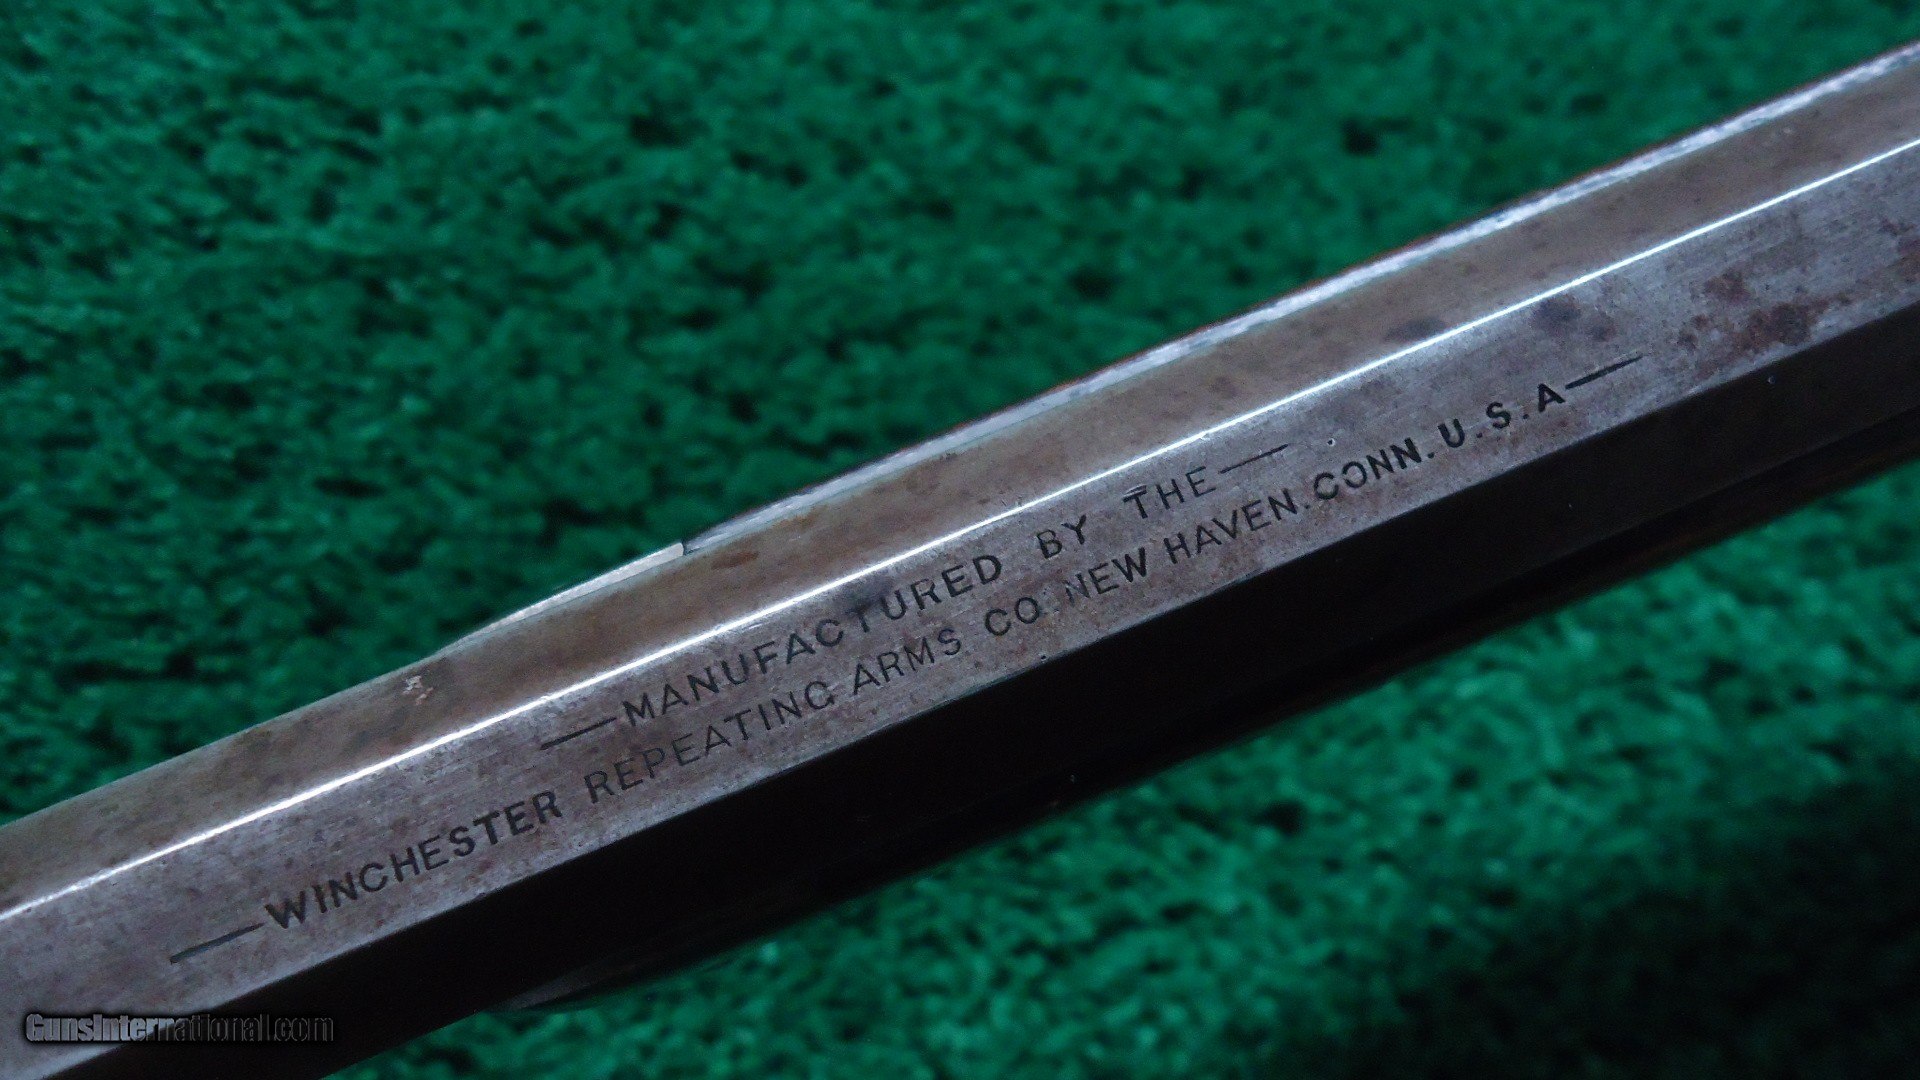 —MANUFACTURED BY THE—
—WINCHESTER REPEATING ARMS CO. NEW HAVEN. CONN. U.S.A—
GunsInternational.com